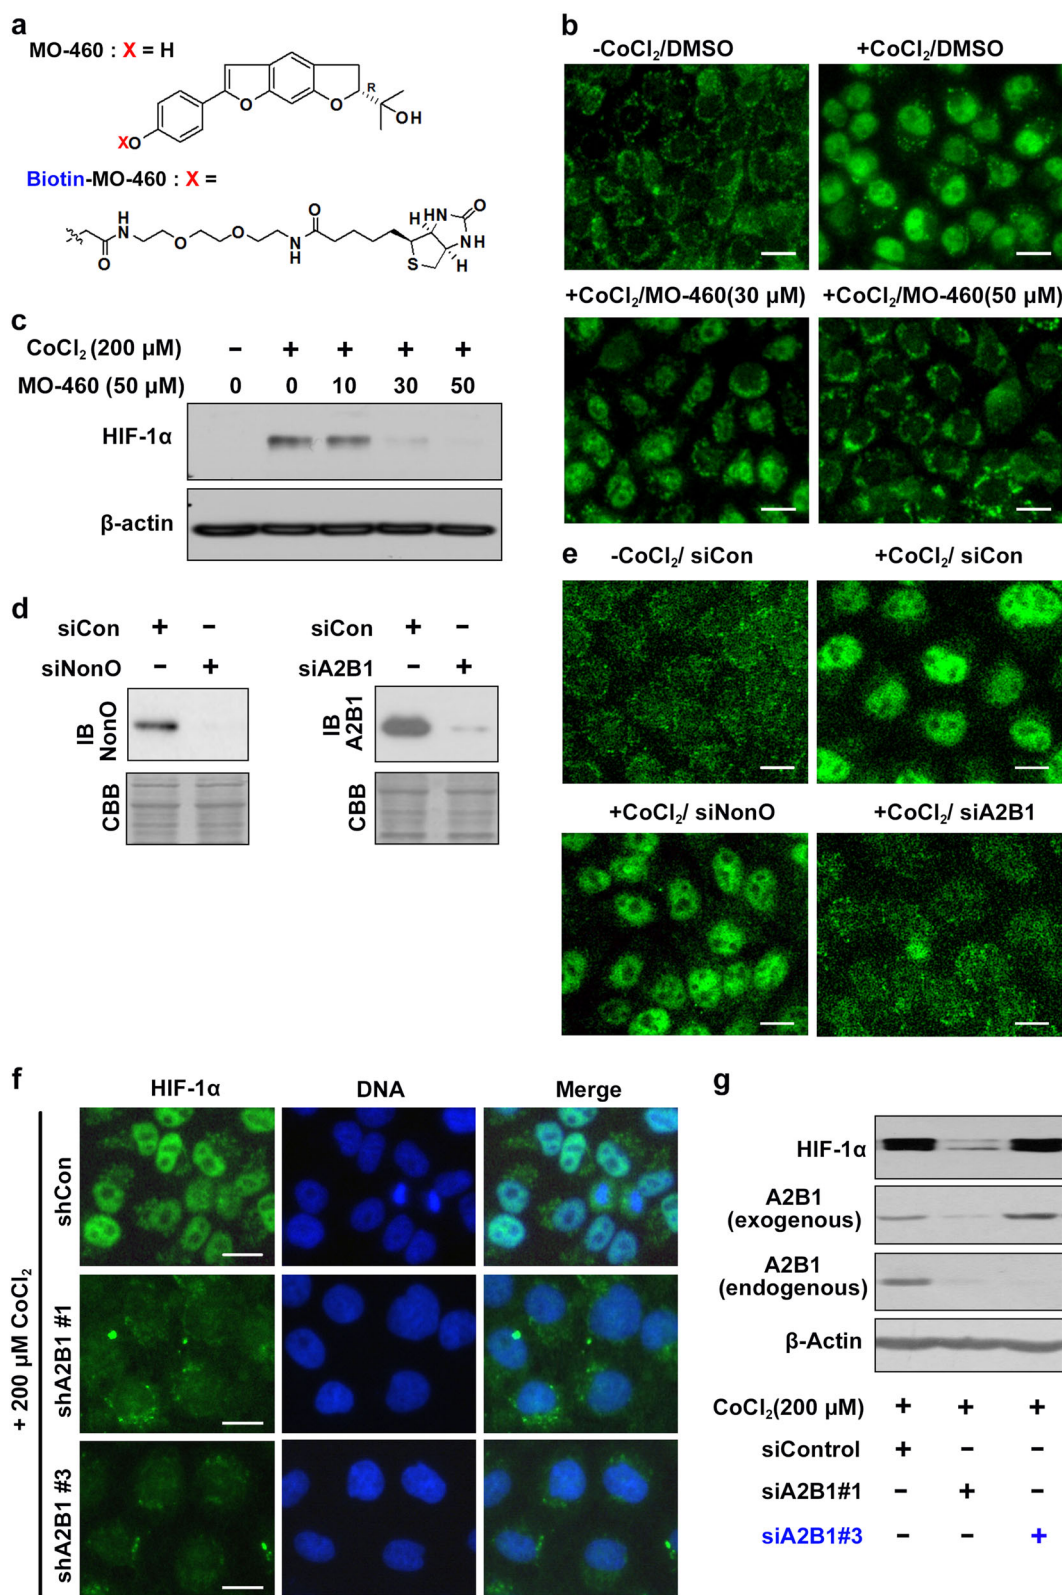 a
MO-460 : X = H
O
O
R
OH
XO
Biotin-MO-460 : X =
H
N
O
O
O
N
H
O
H
HN
O
NH
S
H
b
-CoCl₂/DMSO
+CoCl₂/DMSO
+CoCl₂/MO-460(30 µM)
+CoCl₂/MO-460(50 µM)
c
CoCl₂ (200 µM) – + + + +
MO-460 (50 µM) 0 0 10 30 50
HIF-1α
β-actin
d
siCon + –
siNonO – +
IB
NonO
CBB
siCon + –
siA2B1 – +
IB
A2B1
CBB
e
-CoCl₂/ siCon
+CoCl₂/ siCon
+CoCl₂/ siNonO
+CoCl₂/ siA2B1
f
HIF-1α DNA Merge
+ 200 µM CoCl₂
shCon
shA2B1 #1
shA2B1 #3
g
HIF-1α
A2B1
(exogenous)
A2B1
(endogenous)
β-Actin
CoCl₂(200 µM) + + +
siControl + – –
siA2B1#1 – + –
siA2B1#3 – – +